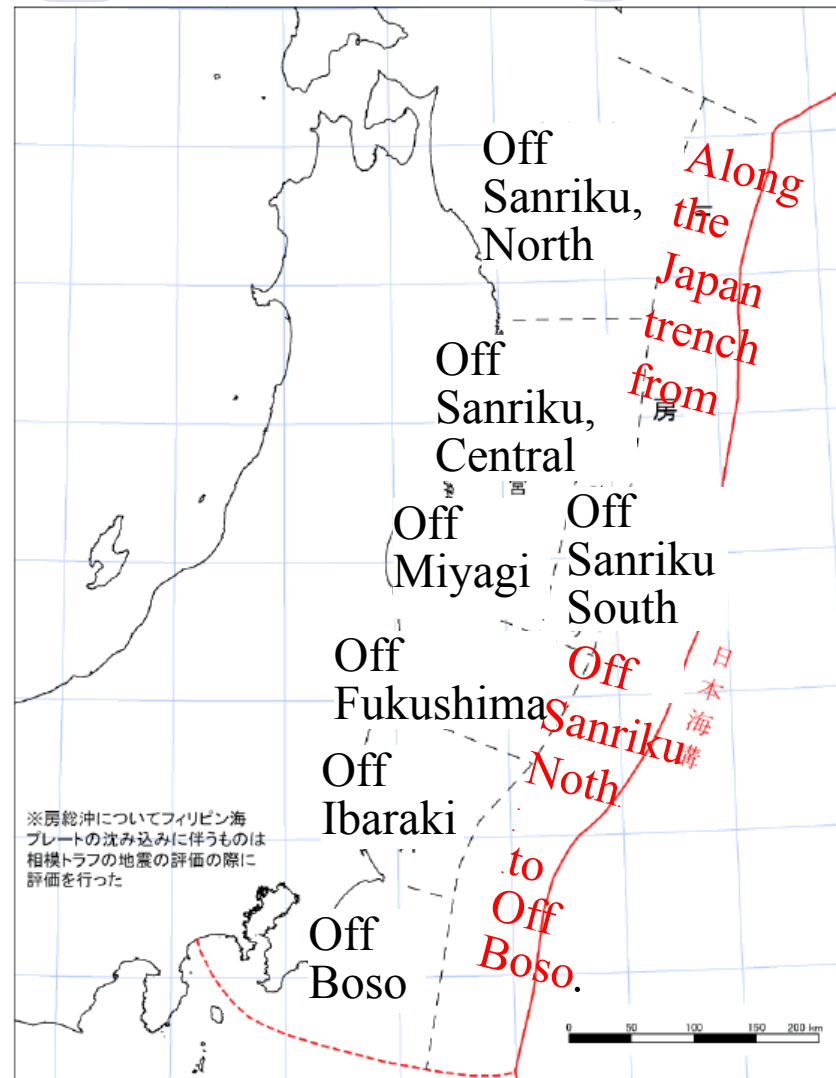 Off
Sanriku,
North
Along
the
Japan
trench
from
房
Off
Sanriku,
Central
宮
Off
Miyagi
Off
Sanriku
South
Off
Fukushima
Off
Sanriku
Noth
to
Off
Boso.
日本海溝
Off
Ibaraki
※房総沖についてフィリピン海
プレートの沈み込みに伴うものは
相模トラフの地震の評価の際に
評価を行った
Off
Boso
0 50 100 150 200 km